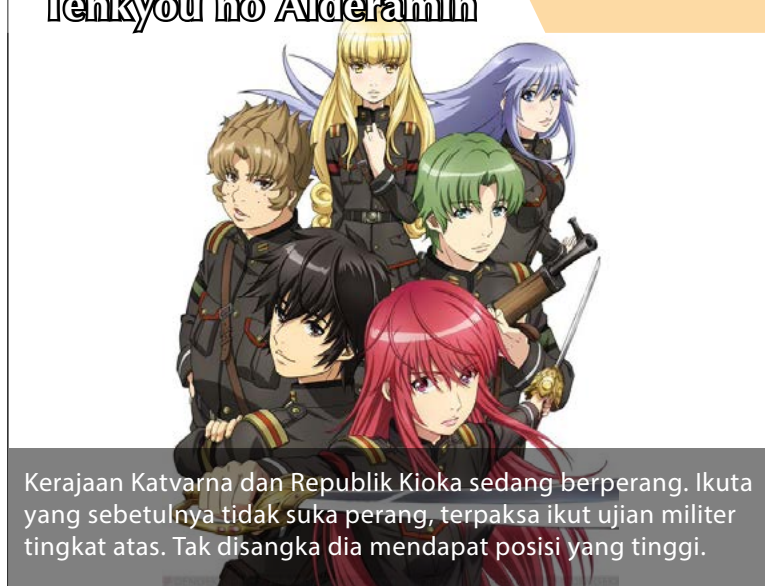 Tenkyou no Alderamin
Kerajaan Katvarna dan Republik Kioka sedang berperang. Ikuta
yang sebetulnya tidak suka perang, terpaksa ikut ujian militer
tingkat atas. Tak disangka dia mendapat posisi yang tinggi.